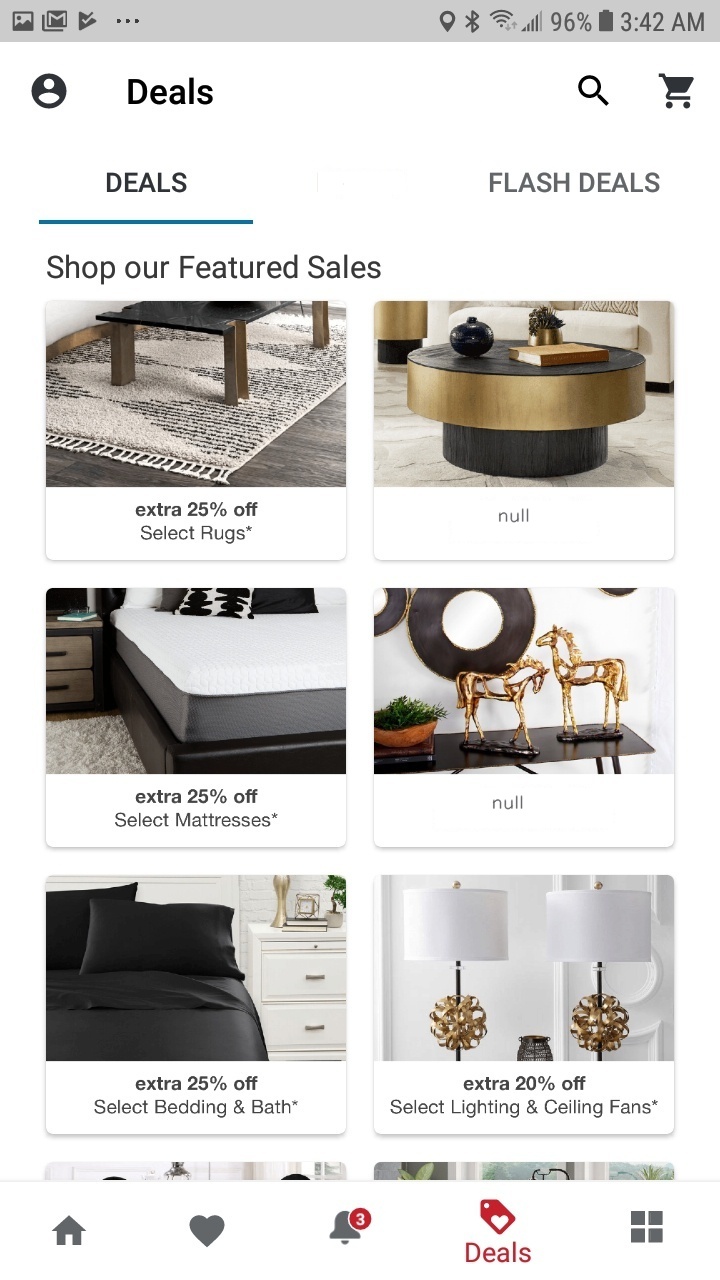 96% 3:42 AM
Deals
DEALS
FLASH DEALS
Shop our Featured Sales
extra 25% off
Select Rugs*
null
extra 25% off
Select Mattresses*
null
extra 25% off
Select Bedding & Bath*
extra 20% off
Select Lighting & Ceiling Fans*
3
Deals